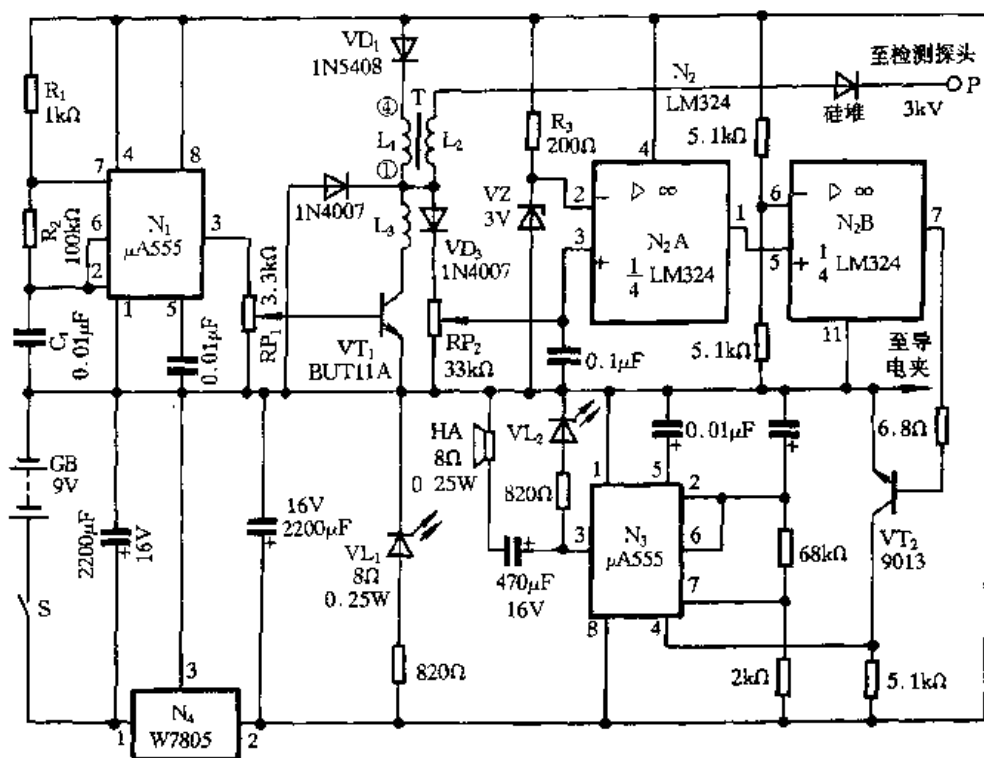 VD₁
1N5408
R₁
1kΩ
④
T
L₁
L₂
①
N₂
LM324
至检测探头
P
硅堆
3kV
R₃
200Ω
5.1kΩ
4
8
7
6
2
3
1
5
N₁
μA555
R₂
100kΩ
C₁
0.01μF
0.01μF
3.3kΩ
RP₁
1N4007
L₃
VD₃
1N4007
VT₁
BUT11A
RP₂
33kΩ
VZ
3V
4
2
3
1
− ▷ ∞
+
N₂A
1/4 LM324
0.1μF
6
5
7
11
− ▷ ∞
+
N₂B
1/4 LM324
5.1kΩ
至导
电夹
6.8Ω
GB
9V
2200μF
16V
S
16V
2200μF
3
N₄
W7805
1
2
VL₁
8Ω
0.25W
820Ω
HA
8Ω
0 25W
VL₂
820Ω
470μF
16V
1
5
2
3
6
7
8
4
N₃
μA555
0.01μF
68kΩ
2kΩ
VT₂
9013
5.1kΩ